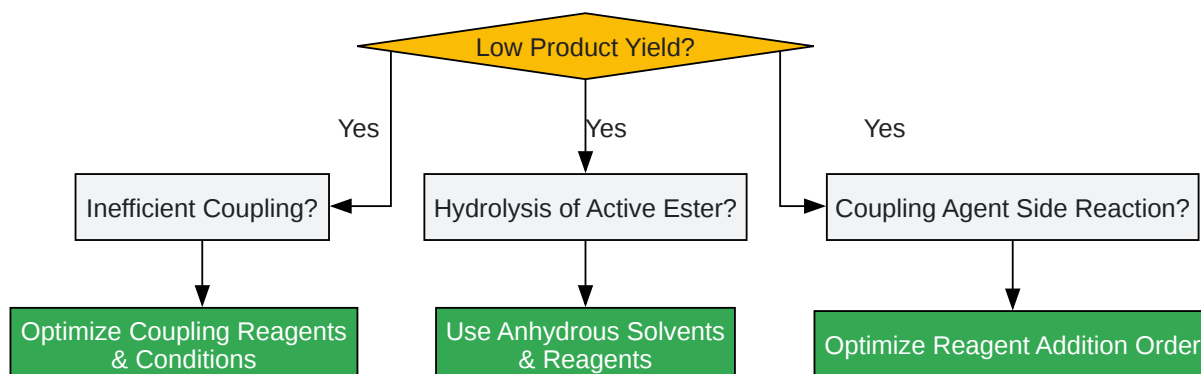 Low Product Yield?
Yes
Yes
Yes
Inefficient Coupling?
Hydrolysis of Active Ester?
Coupling Agent Side Reaction?
Optimize Coupling Reagents
& Conditions
Use Anhydrous Solvents
& Reagents
Optimize Reagent Addition Order